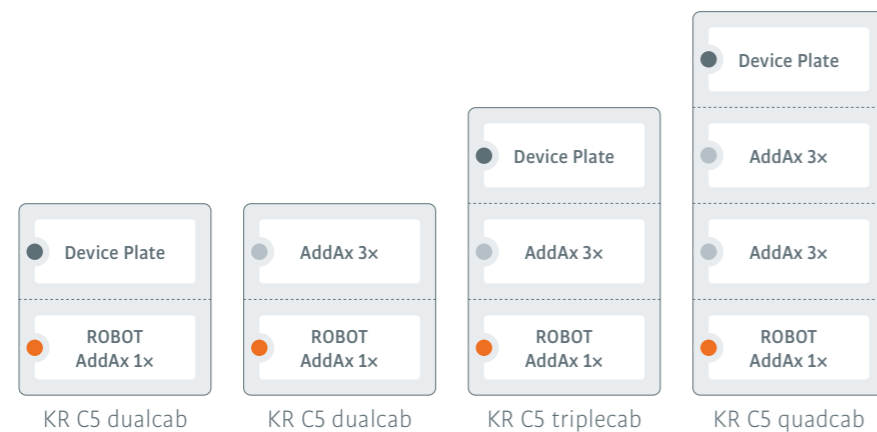 Device Plate
ROBOT
AddAx 1×
KR C5 dualcab
AddAx 3×
ROBOT
AddAx 1×
KR C5 dualcab
Device Plate
AddAx 3×
ROBOT
AddAx 1×
KR C5 triplecab
Device Plate
AddAx 3×
AddAx 3×
ROBOT
AddAx 1×
KR C5 quadcab